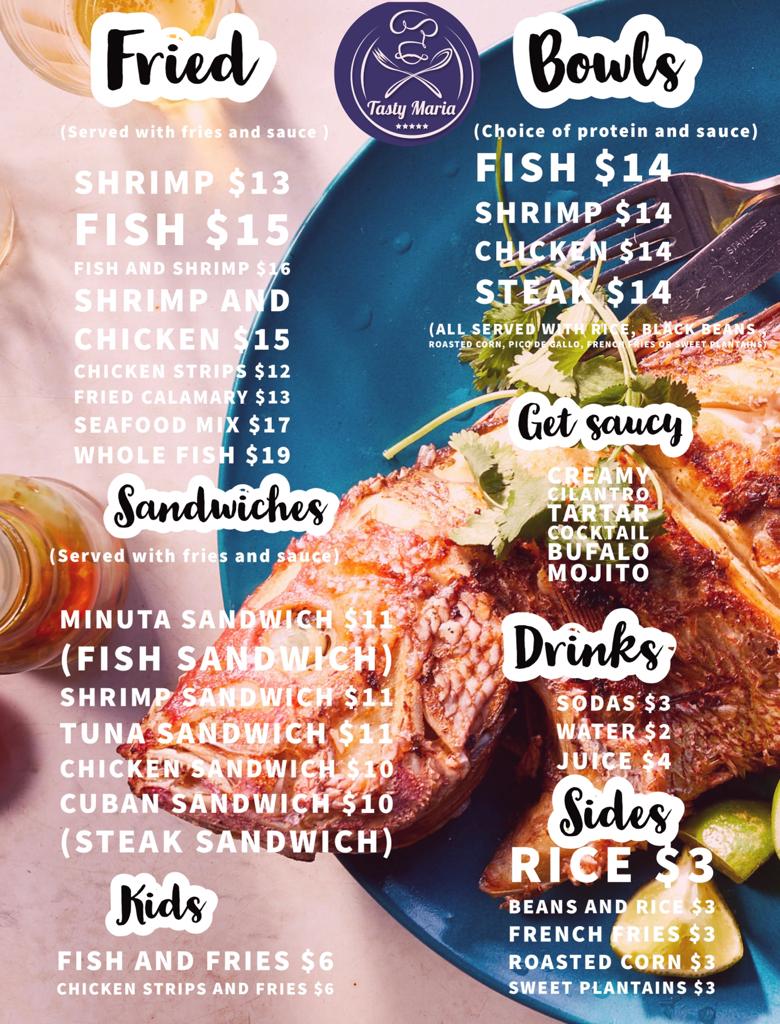 Tasty Maria
Fried
(Served with fries and sauce )
SHRIMP $13
FISH $15
FISH AND SHRIMP $16
SHRIMP AND
CHICKEN $15
CHICKEN STRIPS $12
FRIED CALAMARY $13
SEAFOOD MIX $17
WHOLE FISH $19
Sandwiches
(Served with fries and sauce)
MINUTA SANDWICH $11
(FISH SANDWICH)
SHRIMP SANDWICH $11
TUNA SANDWICH $11
CHICKEN SANDWICH $10
CUBAN SANDWICH $10
(STEAK SANDWICH)
Kids
FISH AND FRIES $6
CHICKEN STRIPS AND FRIES $6
Bowls
(Choice of protein and sauce)
FISH $14
SHRIMP $14
CHICKEN $14
STEAK $14
(ALL SERVED WITH RICE, BLACK BEANS,
ROASTED CORN, PICO DE GALLO, FRENCH FRIES OR SWEET PLANTAINS)
Get saucy
CREAMY
CILANTRO
TARTAR
COCKTAIL
BUFALO
MOJITO
Drinks
SODAS $3
WATER $2
JUICE $4
Sides
RICE $3
BEANS AND RICE $3
FRENCH FRIES $3
ROASTED CORN $3
SWEET PLANTAINS $3
STAINLESS